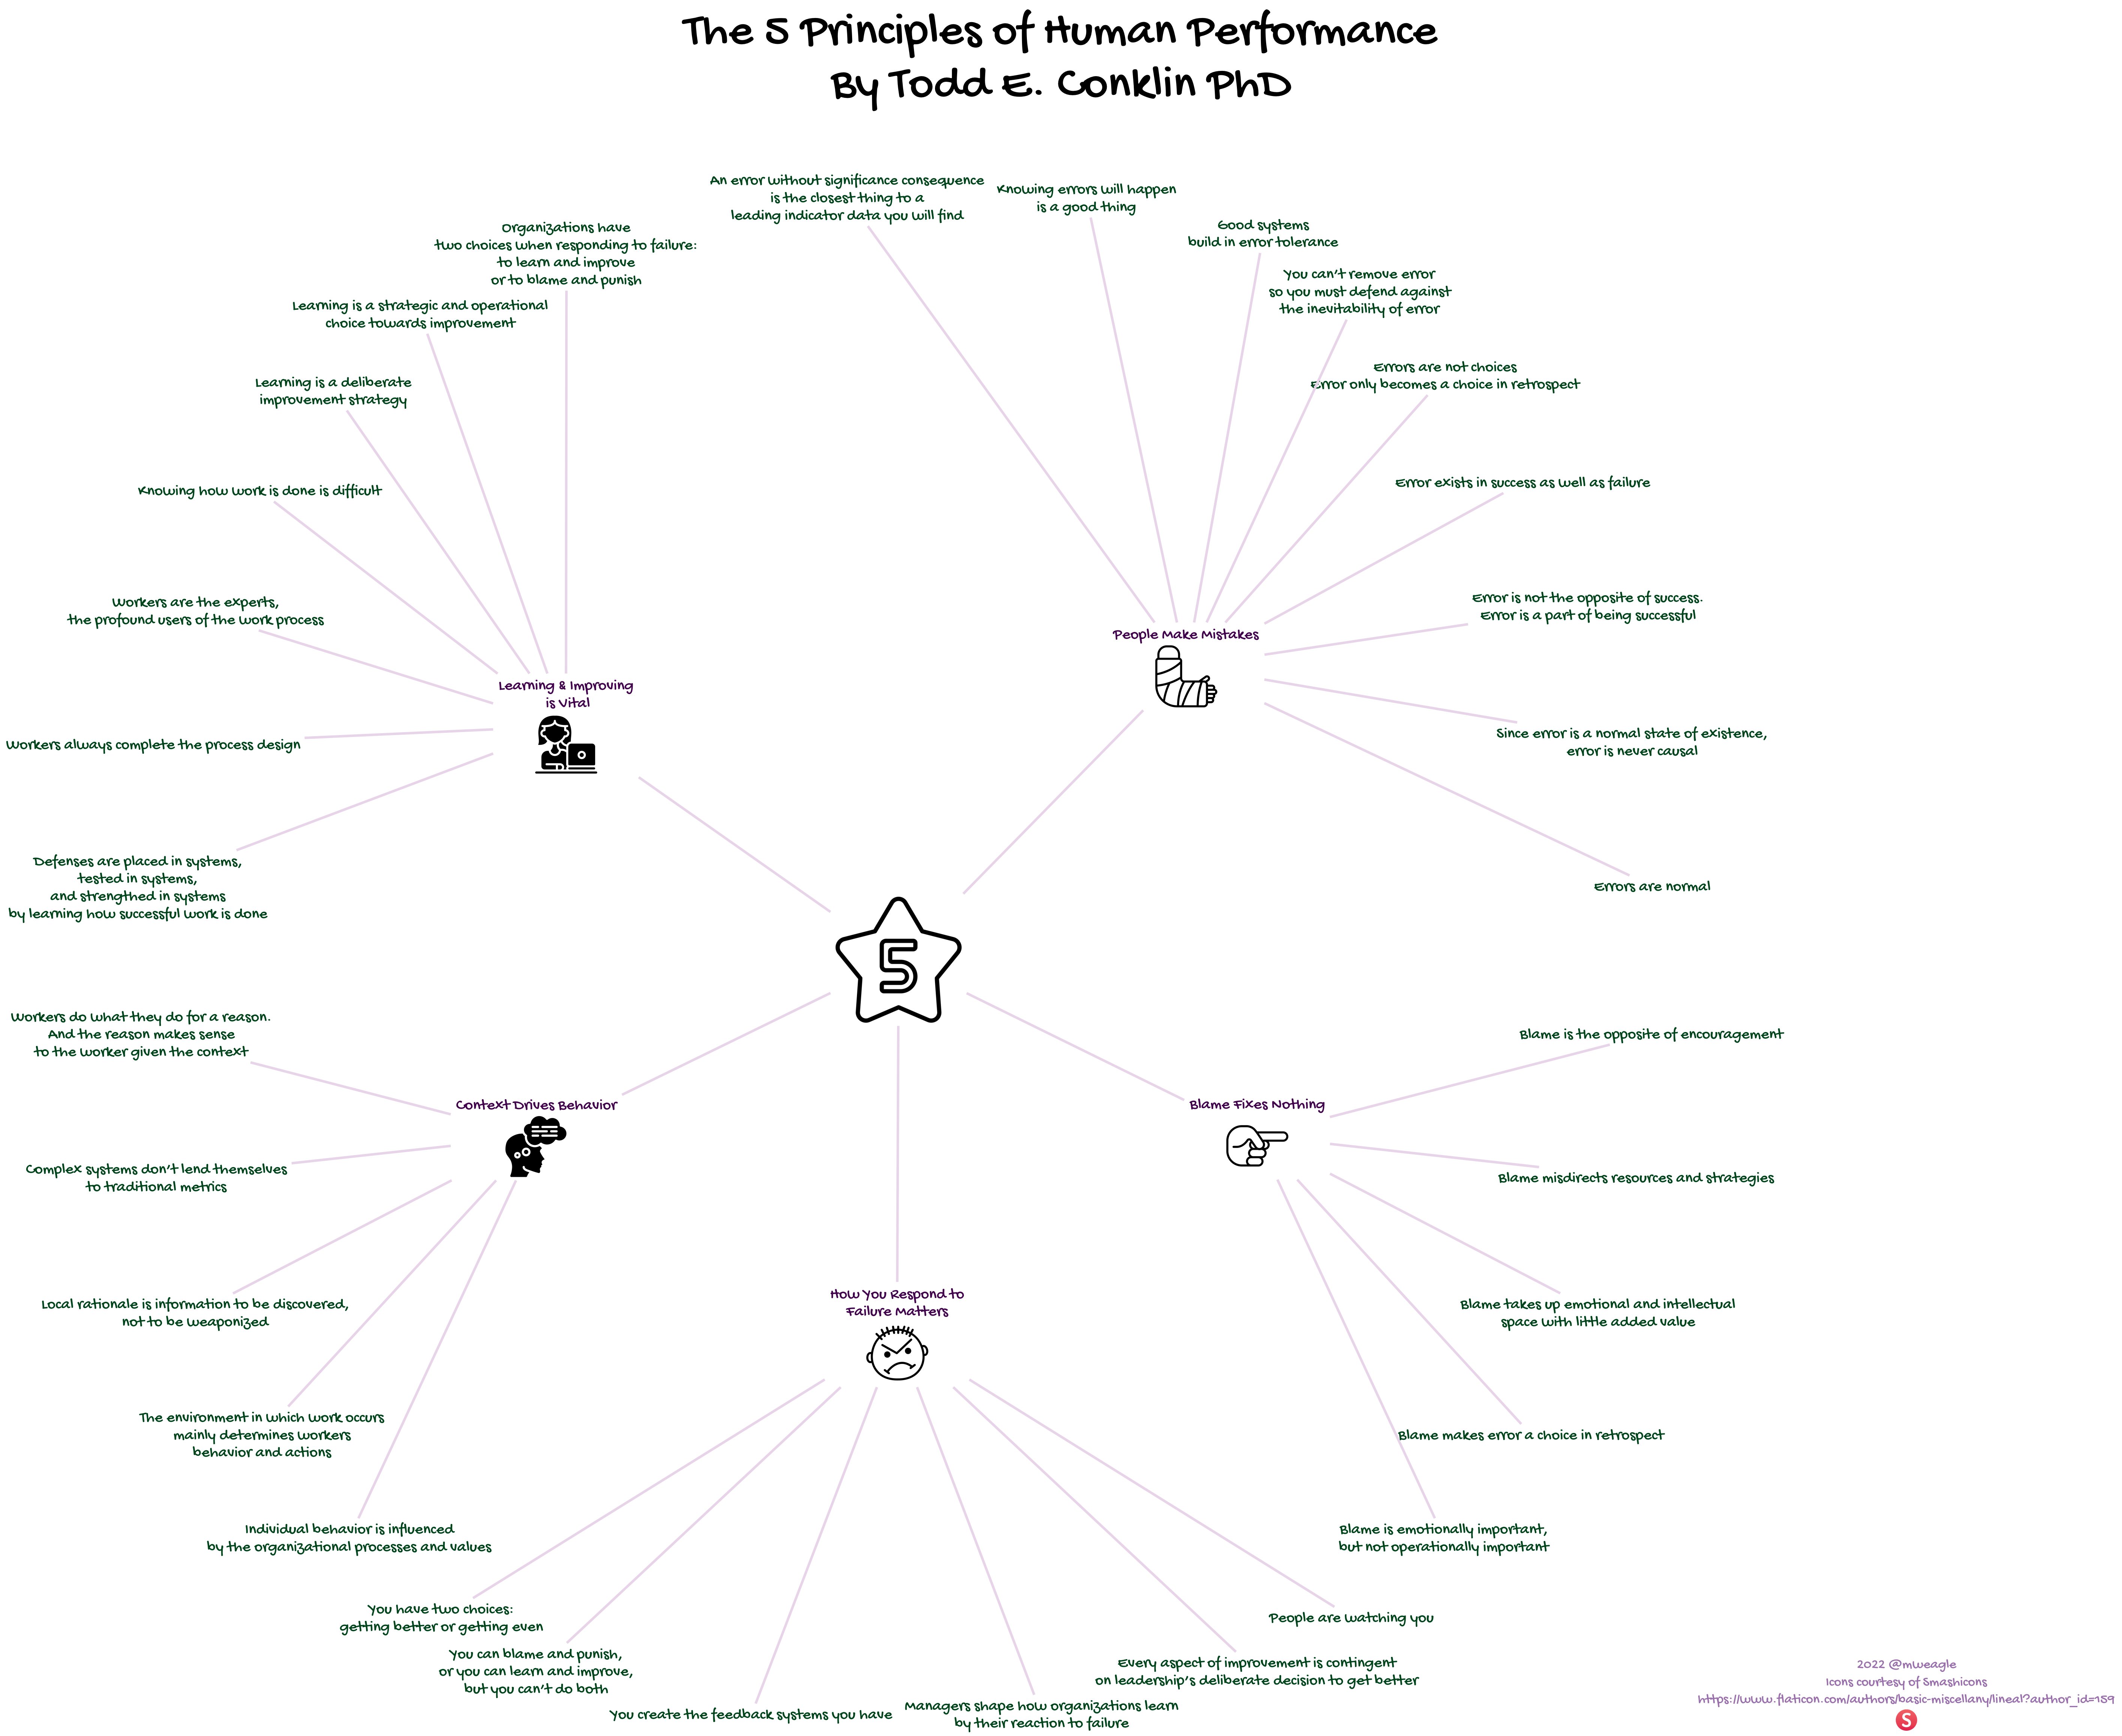 The 5 Principles of Human Performance
By Todd E. Conklin PhD
An error without significance consequence
is the closest thing to a
leading indicator data you will find
Knowing errors will happen
is a good thing
Good systems
build in error tolerance
You can't remove error
so you must defend against
the inevitability of error
Errors are not choices
Error only becomes a choice in retrospect
Error exists in success as well as failure
Error is not the opposite of success.
Error is a part of being successful
Since error is a normal state of existence,
error is never causal
Errors are normal
People Make Mistakes
Organizations have
two choices when responding to failure:
to learn and improve
or to blame and punish
Learning is a strategic and operational
choice towards improvement
Learning is a deliberate
improvement strategy
Knowing how work is done is difficult
Workers are the experts,
the profound users of the work process
Workers always complete the process design
Defenses are placed in systems,
tested in systems,
and strengthed in systems
by learning how successful work is done
Learning & Improving
is Vital
5
Workers do what they do for a reason.
And the reason makes sense
to the worker given the context
Complex systems don't lend themselves
to traditional metrics
Local rationale is information to be discovered,
not to be weaponized
The environment in which work occurs
mainly determines workers
behavior and actions
Individual behavior is influenced
by the organizational processes and values
Context Drives Behavior
Blame Fixes Nothing
Blame is the opposite of encouragement
Blame misdirects resources and strategies
Blame takes up emotional and intellectual
space with little added value
Blame makes error a choice in retrospect
Blame is emotionally important,
but not operationally important
How You Respond to
Failure Matters
You have two choices:
getting better or getting even
You can blame and punish,
or you can learn and improve,
but you can't do both
You create the feedback systems you have
Managers shape how organizations learn
by their reaction to failure
Every aspect of improvement is contingent
on leadership's deliberate decision to get better
People are watching you
2022 @mweagle
Icons courtesy of Smashicons
https://www.flaticon.com/authors/basic-miscellany/lineal?author_id=159
S